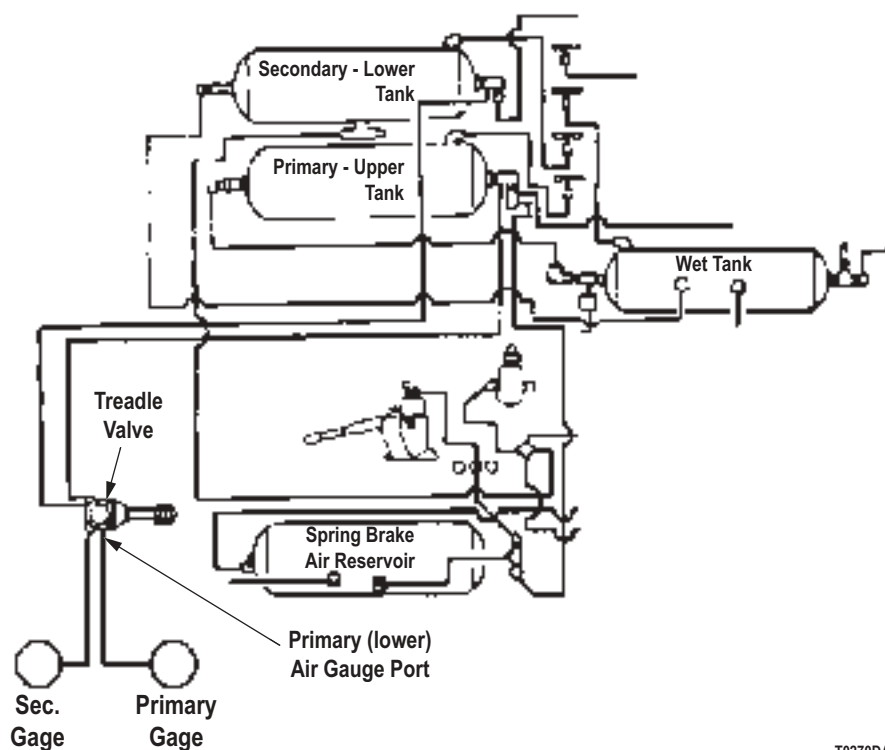 Secondary - Lower
Tank
Primary - Upper
Tank
Wet Tank
Treadle
Valve
Spring Brake
Air Reservoir
Primary (lower)
Air Gauge Port
Sec.
Gage
Primary
Gage